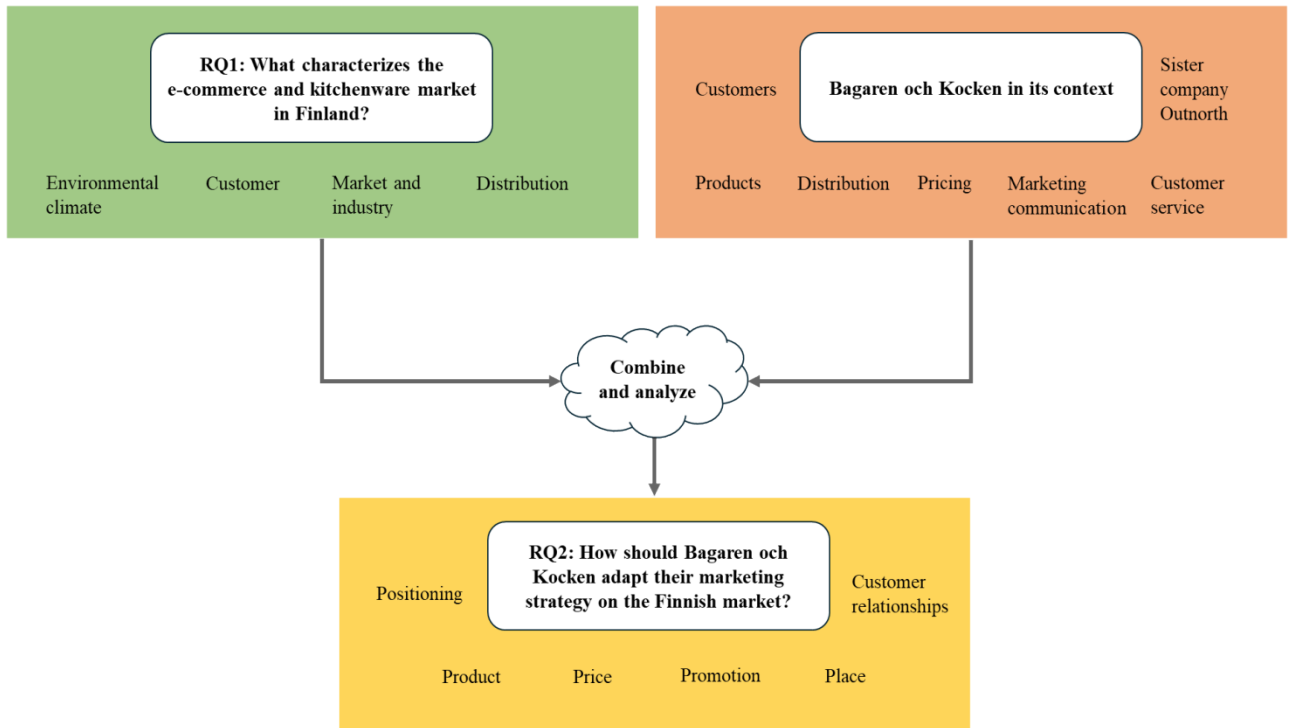 RQ1: What characterizes the
e-commerce and kitchenware market
in Finland?
Environmental
climate
Customer
Market and
industry
Distribution
Customers
Bagaren och Kocken in its context
Sister
company
Outnorth
Products
Distribution
Pricing
Marketing
communication
Customer
service
Combine
and analyze
Positioning
RQ2: How should Bagaren och
Kocken adapt their marketing
strategy on the Finnish market?
Customer
relationships
Product
Price
Promotion
Place